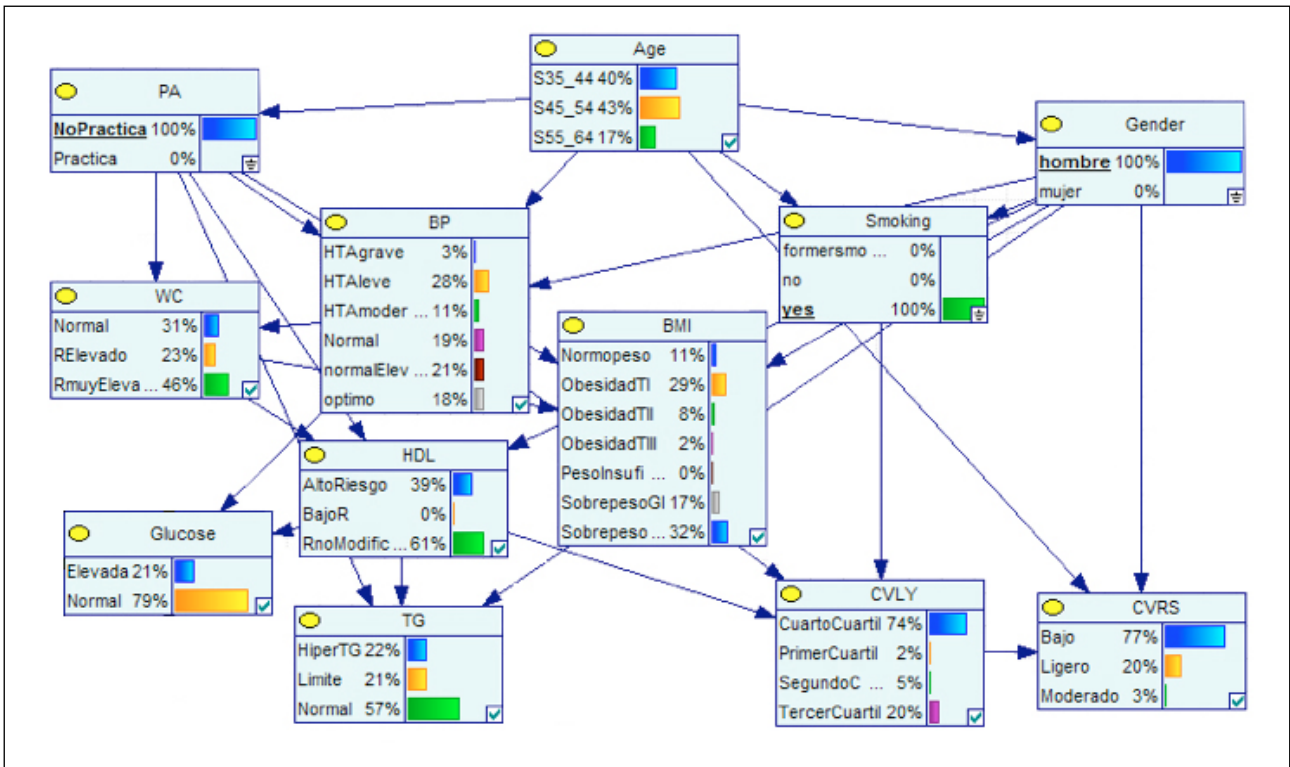 Age
S35_44 40%
S45_54 43%
S55_64 17%
PA
NoPractica 100%
Practica 0%
Gender
hombre 100%
mujer 0%
BP
HTAgrave 3%
HTAleve 28%
HTAmoder ... 11%
Normal 19%
normalElev ... 21%
optimo 18%
Smoking
formersmo ... 0%
no 0%
yes 100%
WC
Normal 31%
RElevado 23%
RmuyEleva ... 46%
BMI
Normopeso 11%
ObesidadTI 29%
ObesidadTII 8%
ObesidadTIII 2%
PesoInsufi ... 0%
SobrepesoGI 17%
Sobrepeso ... 32%
HDL
AltoRiesgo 39%
BajoR 0%
RnoModific ... 61%
Glucose
Elevada 21%
Normal 79%
TG
HiperTG 22%
Limite 21%
Normal 57%
CVLY
CuartoCuartil 74%
PrimerCuartil 2%
SegundoC ... 5%
TercerCuartil 20%
CVRS
Bajo 77%
Ligero 20%
Moderado 3%